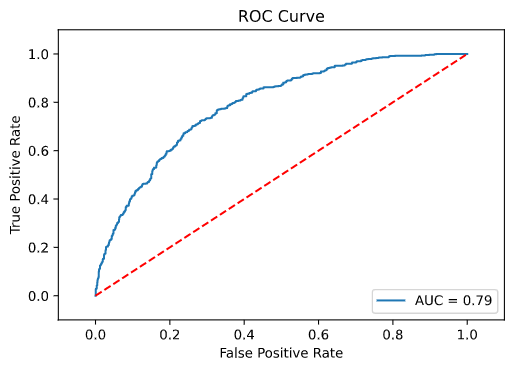 ROC Curve
True Positive Rate
1.0
0.8
0.6
0.4
0.2
0.0
AUC = 0.79
0.0 0.2 0.4 0.6 0.8 1.0
False Positive Rate